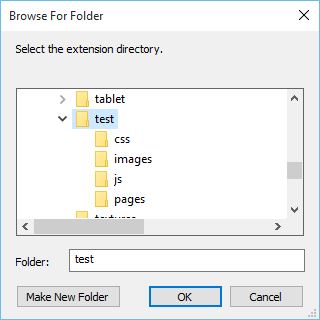 Browse For Folder
Select the extension directory.
tablet
test
css
images
js
pages
textures
Folder:
test
Make New Folder
OK
Cancel